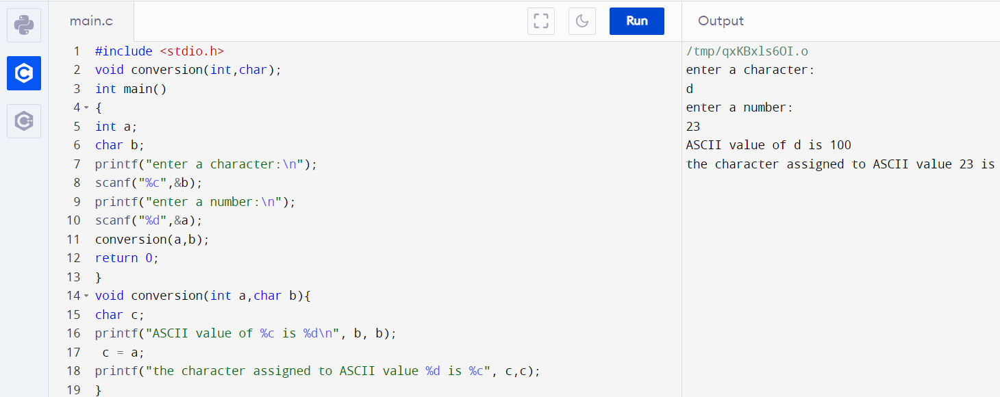 main.c
Run
Output
1 #include <stdio.h>
2 void conversion(int,char);
3 int main()
4 {
5 int a;
6 char b;
7 printf("enter a character:\n");
8 scanf("%c",&b);
9 printf("enter a number:\n");
10 scanf("%d",&a);
11 conversion(a,b);
12 return 0;
13 }
14 void conversion(int a,char b){
15 char c;
16 printf("ASCII value of %c is %d\n", b, b);
17  c = a;
18 printf("the character assigned to ASCII value %d is %c", c,c);
19 }
/tmp/qxKBxls6OI.o
enter a character:
d
enter a number:
23
ASCII value of d is 100
the character assigned to ASCII value 23 is